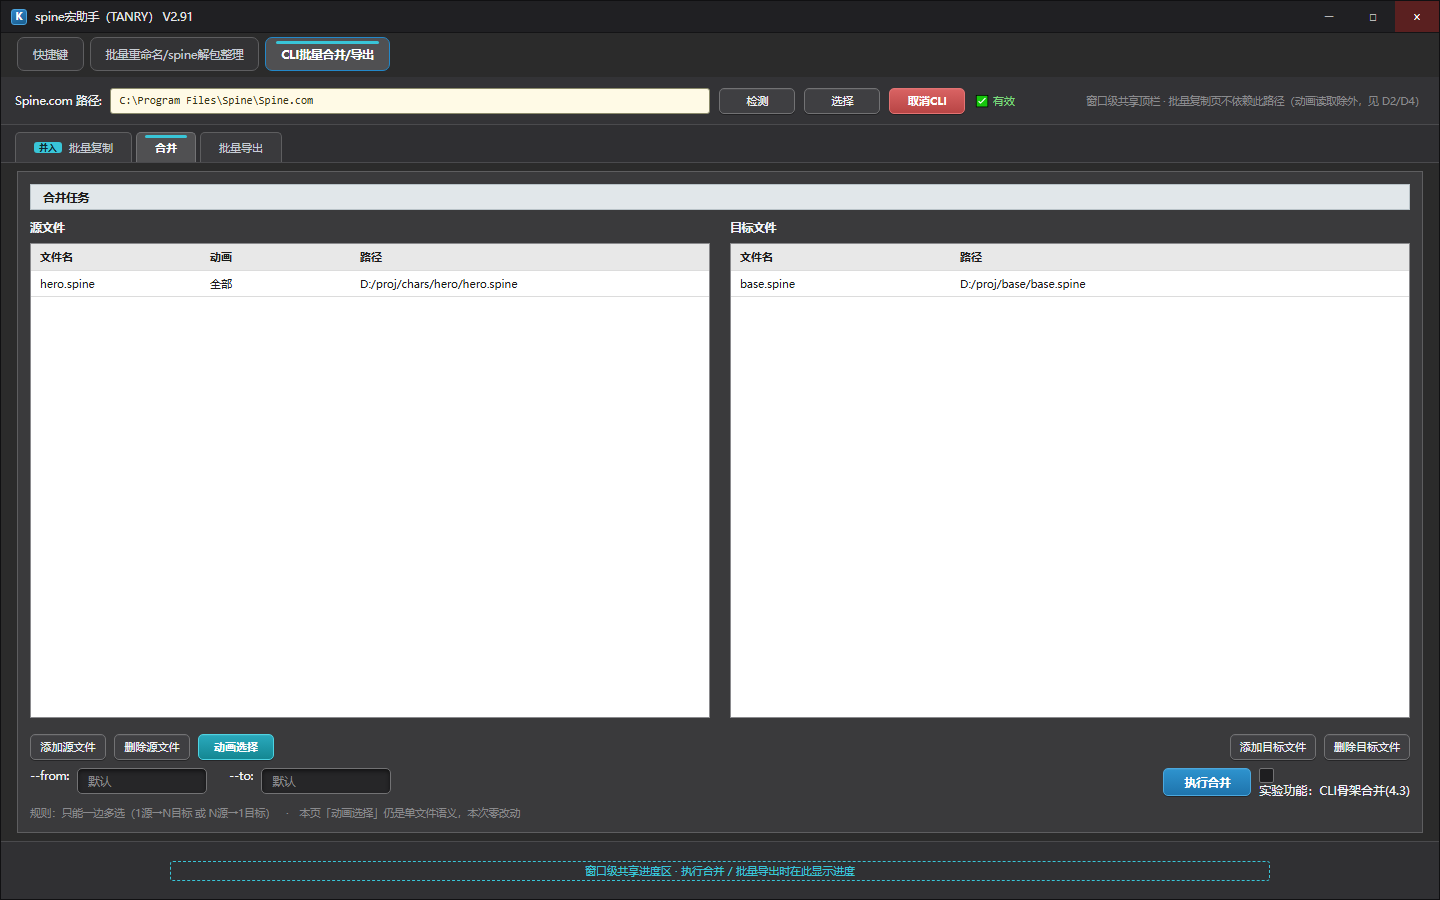 K spine宏助手（TANRY） V2.91
快捷键 批量重命名/spine解包整理 CLI批量合并/导出
Spine.com 路径: C:\Program Files\Spine\Spine.com 检测 选择 取消CLI 有效 窗口级共享顶栏 · 批量复制页不依赖此路径（动画读取除外，见 D2/D4）
并入 批量复制 合并 批量导出
合并任务
源文件 目标文件
文件名 动画 路径 文件名 路径
hero.spine 全部 D:/proj/chars/hero/hero.spine base.spine D:/proj/base/base.spine
添加源文件 删除源文件 动画选择 添加目标文件 删除目标文件
--from: 默认 --to: 默认 执行合并
实验功能：CLI骨架合并(4.3)
规则：只能一边多选（1源→N目标 或 N源→1目标） · 本页「动画选择」仍是单文件语义，本次零改动
窗口级共享进度区 · 执行合并 / 批量导出时在此显示进度